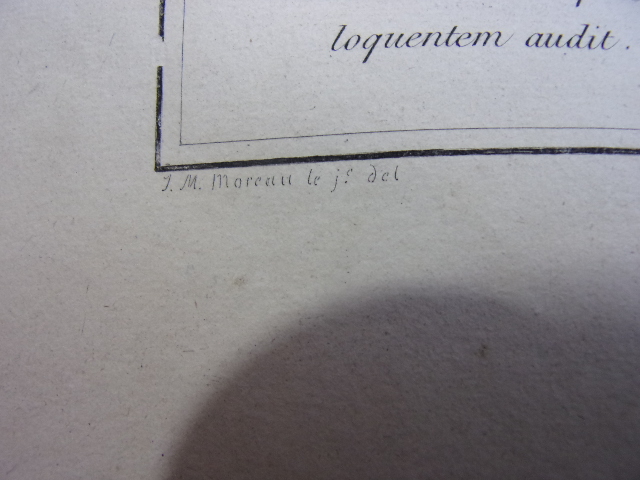 loquentem audit.
J. M. Moreau le j.e del